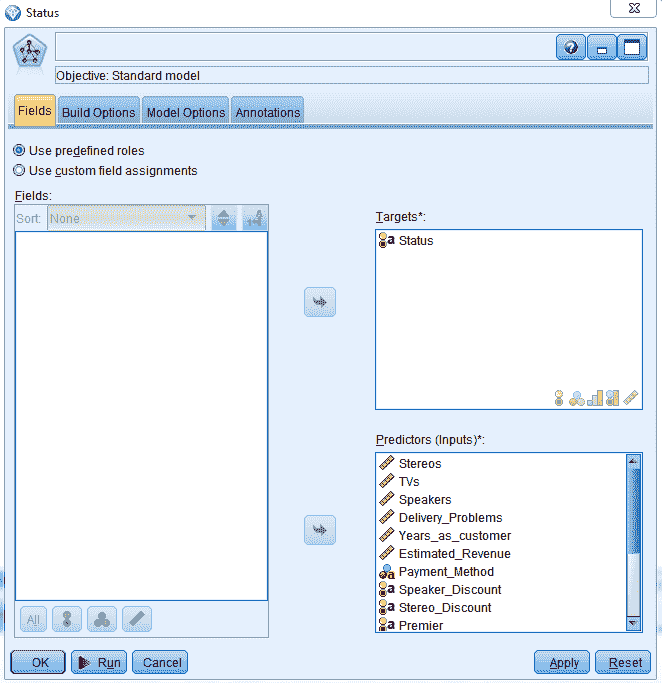 Status
Objective: Standard model
Fields Build Options Model Options Annotations
Use predefined roles
Use custom field assignments
Fields:
Sort: None
Targets*:
Status
Predictors (Inputs)*:
Stereos
TVs
Speakers
Delivery_Problems
Years_as_customer
Estimated_Revenue
Payment_Method
Speaker_Discount
Stereo_Discount
Premier
All
OK Run Cancel Apply Reset